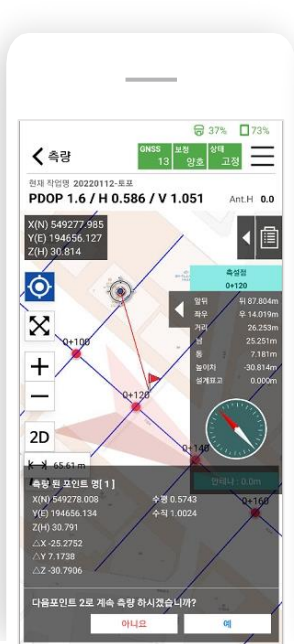 37% 73%
측량
GNSS 13 보정 양호 상태 고정
현재 작업명 20220112-토포
PDOP 1.6 / H 0.586 / V 1.051 Ant.H 0.0
X(N) 549277.985
Y(E) 194656.127
Z(H) 30.814
측설점
0+120
앞뒤 뒤 87.804m
좌우 우 14.019m
거리 26.253m
남 25.251m
동 7.181m
높이차 -30.814m
설계표고 0.000m
0+100
0+120
0+140
0+160
2D
65.61 m
안테나 : 0.0m
측량 된 포인트 명[ 1 ]
X(N) 549278.008 수평 0.5743
Y(E) 194656.134 수직 1.0024
Z(H) 30.791
△X -25.2752
△Y 7.1738
△Z -30.7906
다음포인트 2로 계속 측량 하시겠습니까?
아니요 예